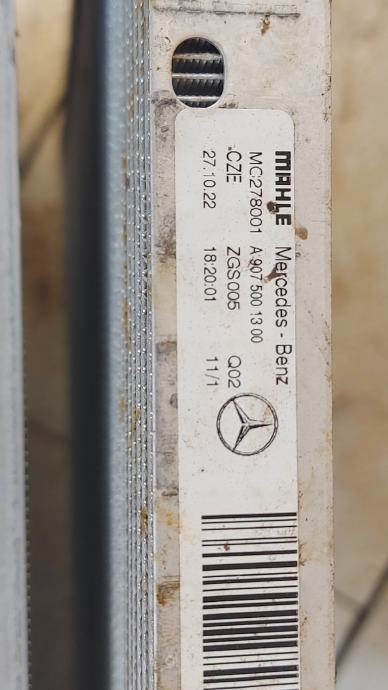 MAHLE Mercedes - Benz
MC278001 A 907 500 13 00
CZE ZGS005 Q02
27.10.22 18:20:01 11/1